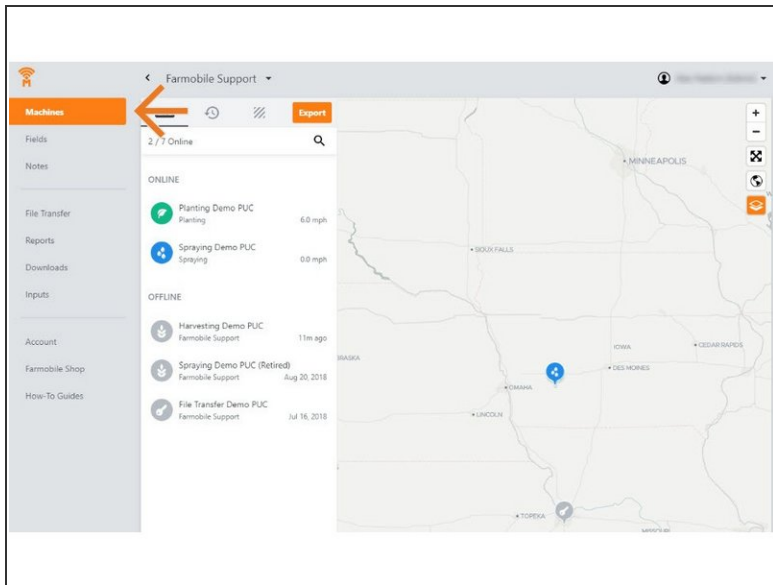 Farmobile Support
Machines
Fields
Notes
File Transfer
Reports
Downloads
Inputs
Account
Farmobile Shop
How-To Guides
Export
2 / 7 Online
ONLINE
Planting Demo PUC
Planting 6.0 mph
Spraying Demo PUC
Spraying 0.0 mph
OFFLINE
Harvesting Demo PUC
Farmobile Support 11m ago
Spraying Demo PUC (Retired)
Farmobile Support Aug 20, 2018
File Transfer Demo PUC
Farmobile Support Jul 16, 2018
+
−
MINNEAPOLIS
SIOUX FALLS
IOWA
CEDAR RAPIDS
DES MOINES
OMAHA
LINCOLN
TOPEKA